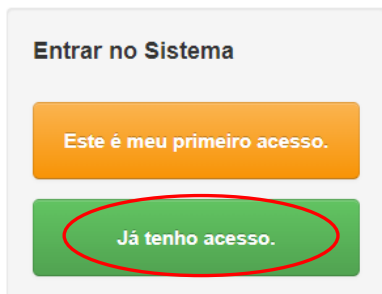 Entrar no Sistema
Este é meu primeiro acesso.
Já tenho acesso.